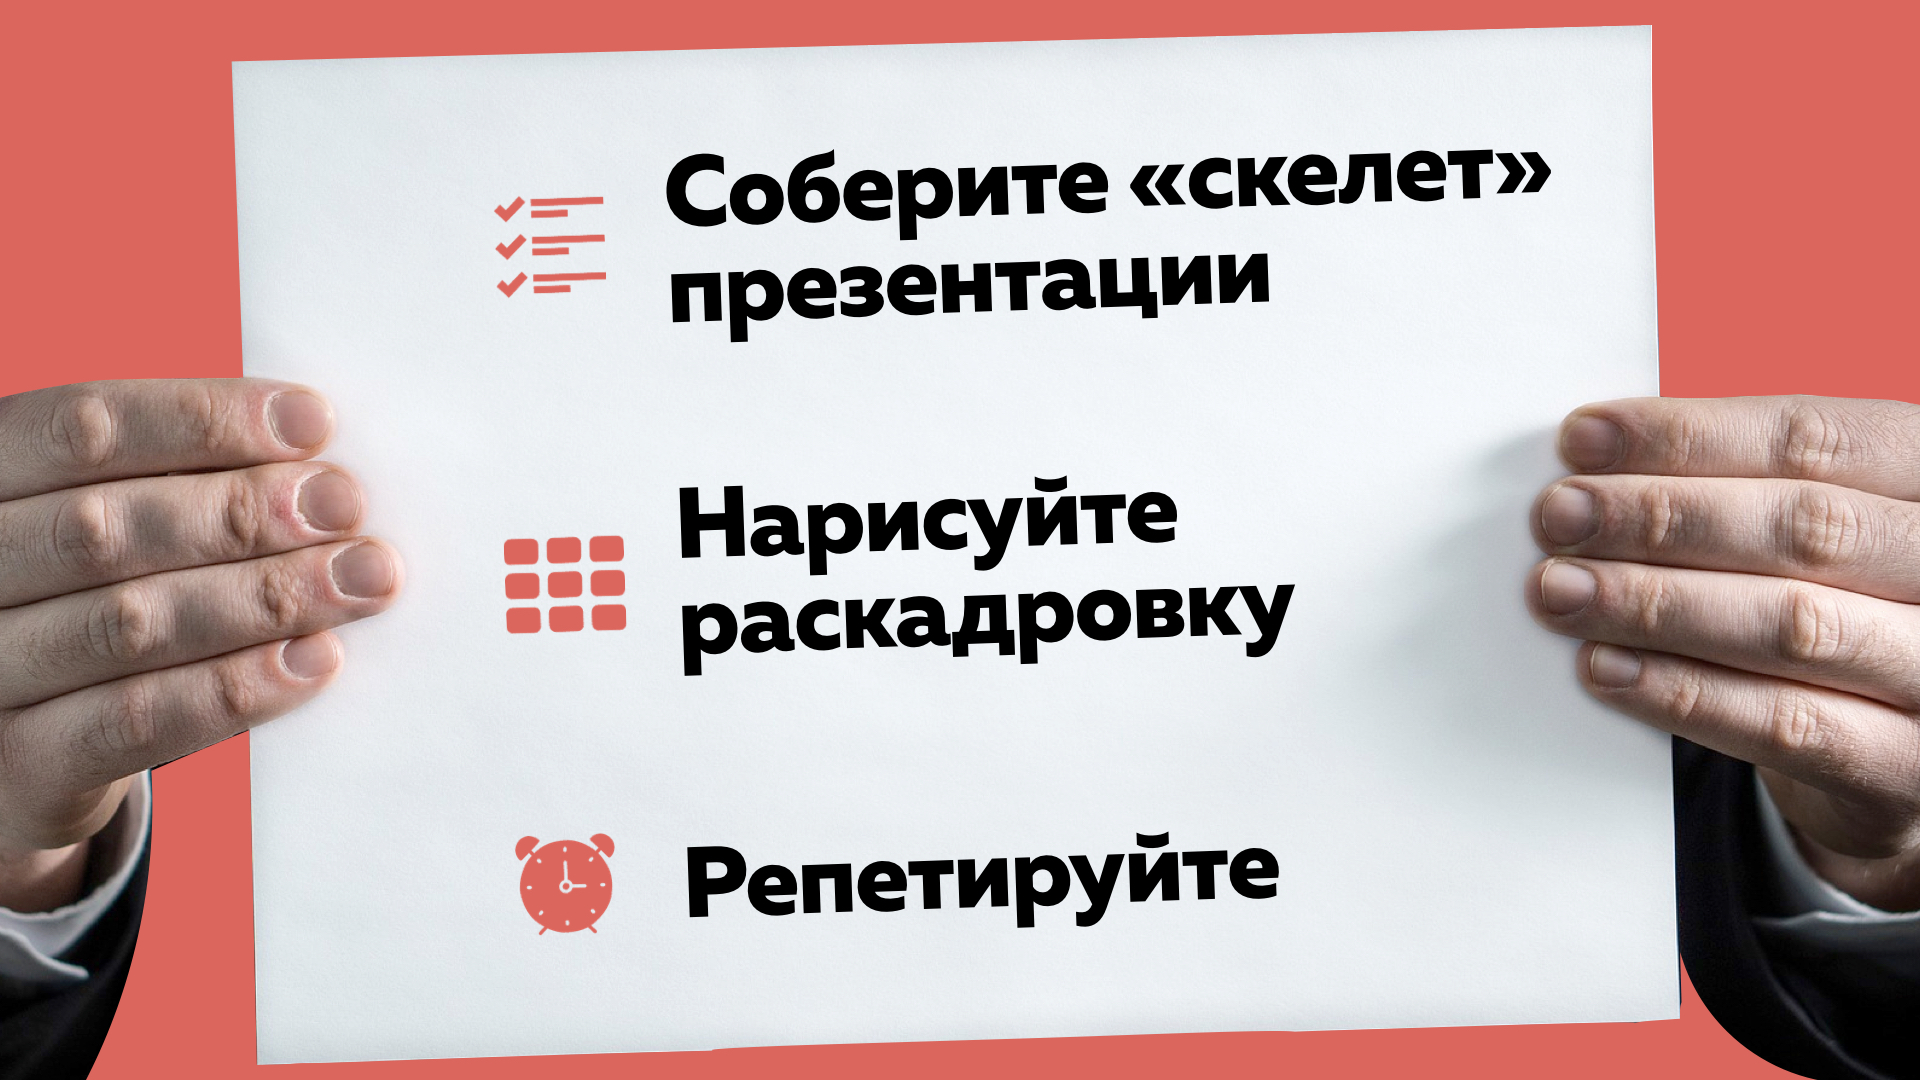 Соберите «скелет»
презентации
Нарисуйте
раскадровку
Репетируйте